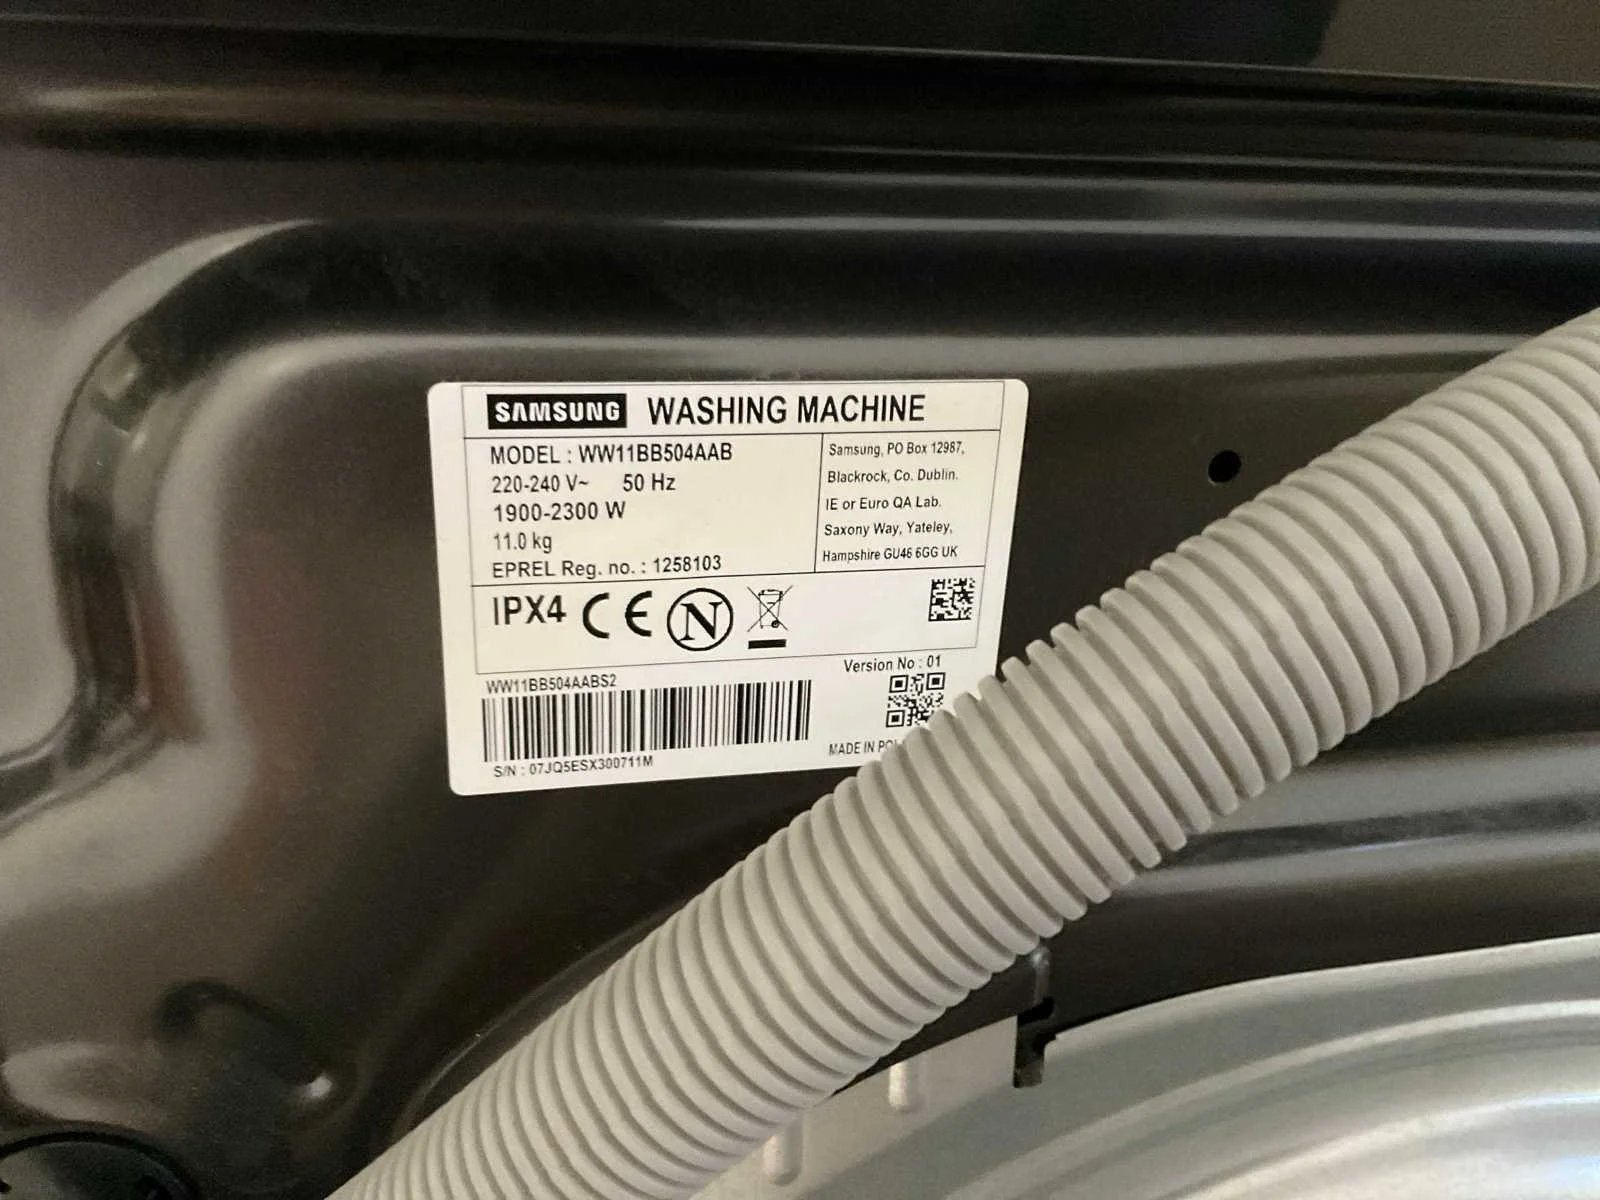 SAMSUNG WASHING MACHINE
MODEL : WW11BB504AAB
220-240 V~ 50 Hz
1900-2300 W
11.0 kg
EPREL Reg. no. : 1258103
Samsung, PO Box 12987,
Blackrock, Co. Dublin.
IE or Euro QA Lab.
Saxony Way, Yateley,
Hampshire GU46 6GG UK
IPX4 CE N
WW11BB504AABS2
Version No : 01
S/N : 07JQ5ESX300711M
MADE IN